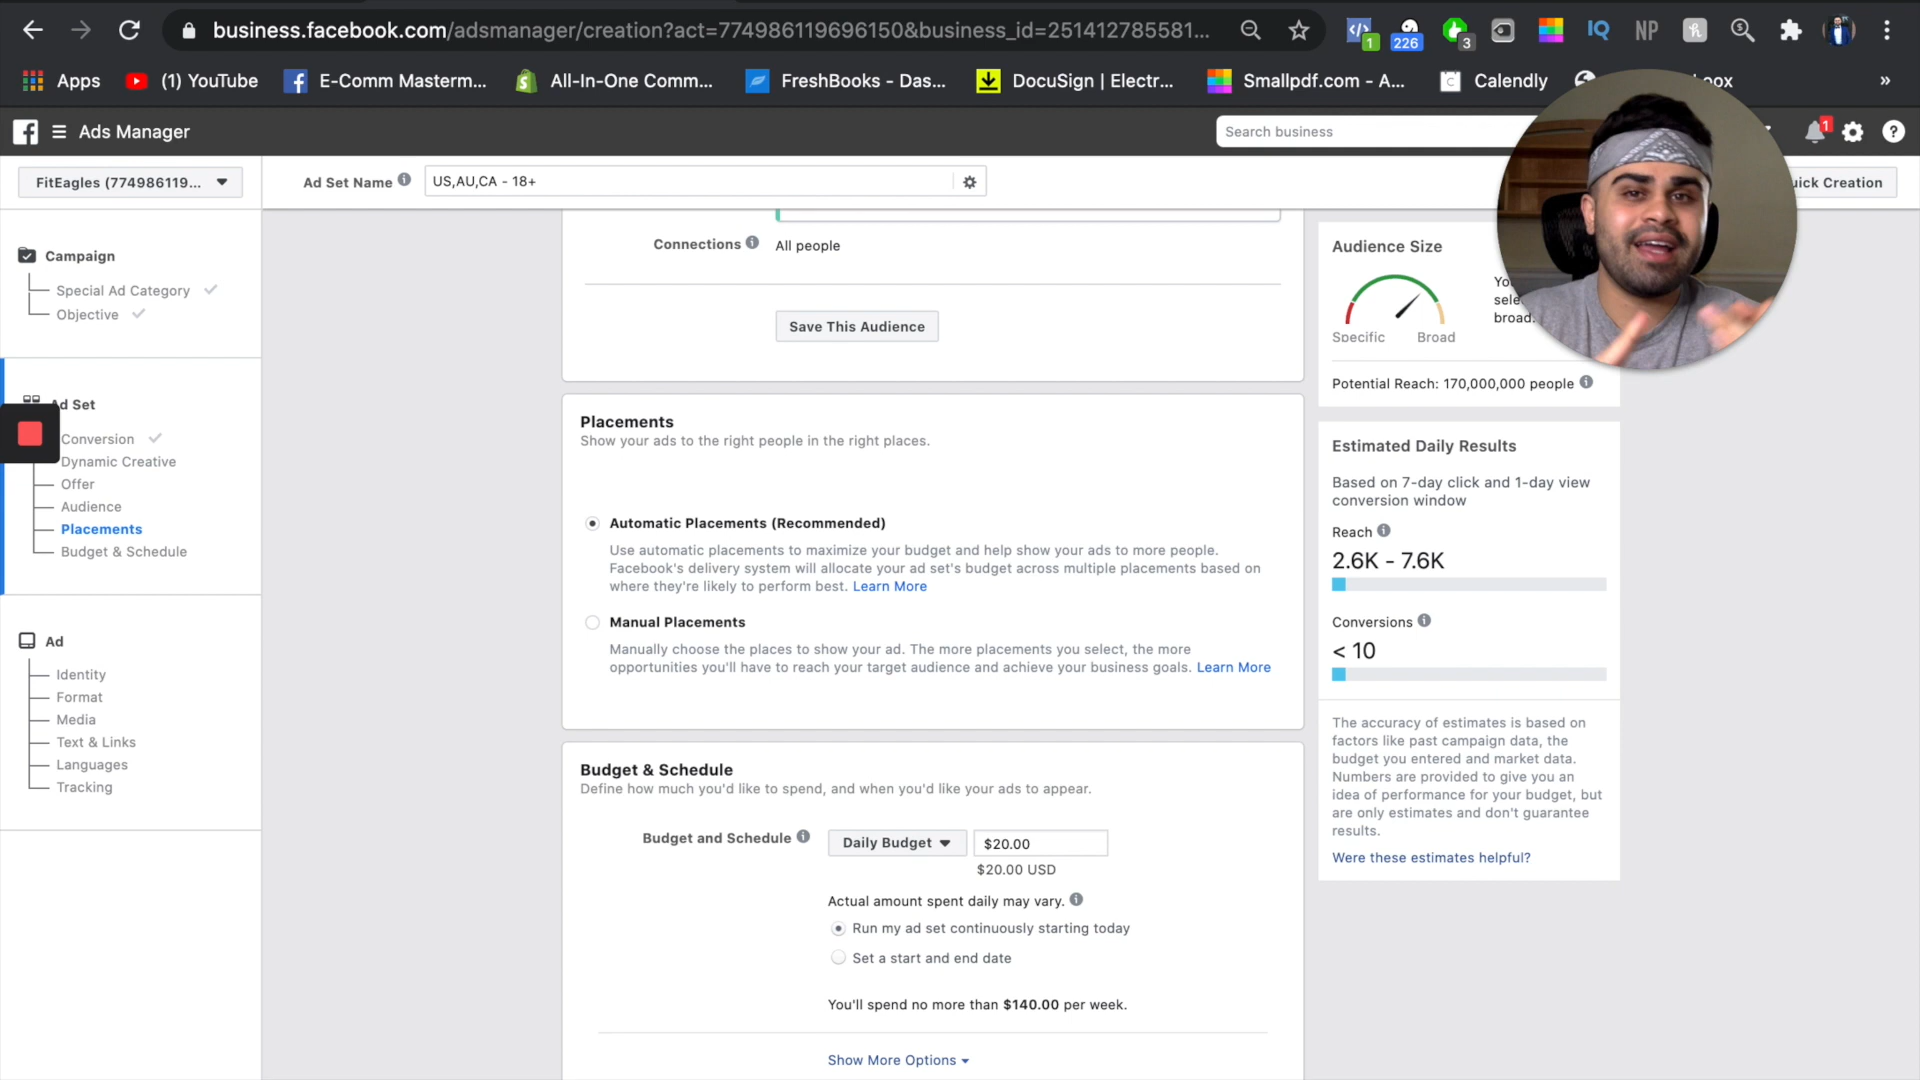 business.facebook.com/adsmanager/creation?act=774986119696150&business_id=251412785581...
1
226
3
IQ
NP
Apps
(1) YouTube
E-Comm Masterm...
All-In-One Comm...
FreshBooks - Das...
DocuSign | Electr...
Smallpdf.com - A...
Calendly
»
Ads Manager
Search business
1
FitEagles (774986119...
Ad Set Name
US,AU,CA - 18+
Creation
Campaign
Special Ad Category
Objective
Ad Set
Conversion
Dynamic Creative
Offer
Audience
Placements
Budget & Schedule
Ad
Identity
Format
Media
Text & Links
Languages
Tracking
Connections
All people
Save This Audience
Placements
Show your ads to the right people in the right places.
Automatic Placements (Recommended)
Use automatic placements to maximize your budget and help show your ads to more people.
Facebook's delivery system will allocate your ad set's budget across multiple placements based on
where they're likely to perform best. Learn More
Manual Placements
Manually choose the places to show your ad. The more placements you select, the more
opportunities you'll have to reach your target audience and achieve your business goals. Learn More
Budget & Schedule
Define how much you'd like to spend, and when you'd like your ads to appear.
Budget and Schedule
Daily Budget
$20.00
$20.00 USD
Actual amount spent daily may vary.
Run my ad set continuously starting today
Set a start and end date
You'll spend no more than $140.00 per week.
Show More Options
Audience Size
Specific
Broad
broad.
Potential Reach: 170,000,000 people
Estimated Daily Results
Based on 7-day click and 1-day view
conversion window
Reach
2.6K - 7.6K
Conversions
< 10
The accuracy of estimates is based on
factors like past campaign data, the
budget you entered and market data.
Numbers are provided to give you an
idea of performance for your budget, but
are only estimates and don't guarantee
results.
Were these estimates helpful?